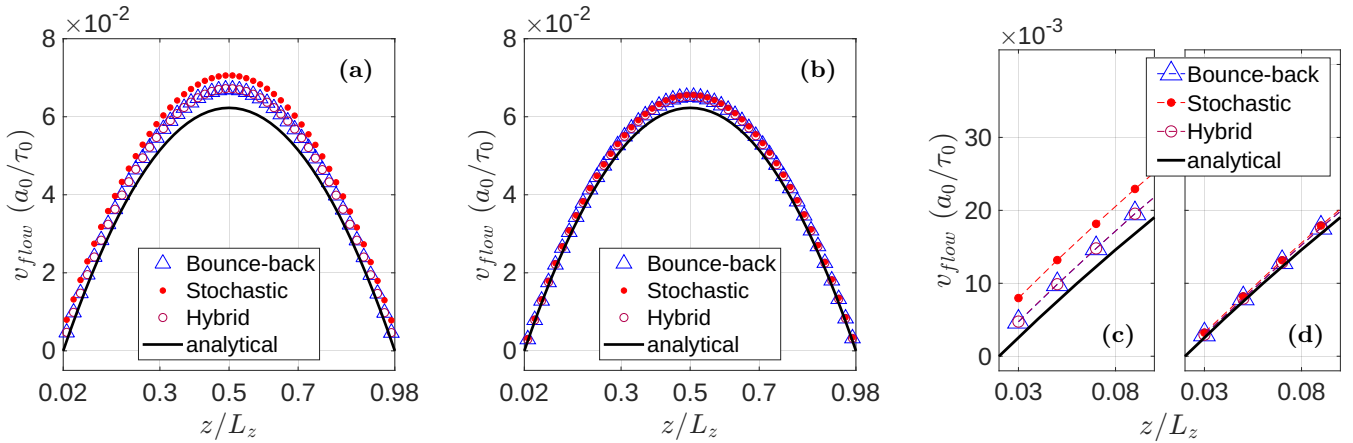 ×10⁻²
8
6
4
2
0
v_flow (a₀/τ₀)
(a)
Bounce-back
Stochastic
Hybrid
analytical
0.02 0.3 0.5 0.7 0.98
z/L_z
×10⁻²
8
6
4
2
0
v_flow (a₀/τ₀)
(b)
Bounce-back
Stochastic
Hybrid
analytical
0.02 0.3 0.5 0.7 0.98
z/L_z
×10⁻³
30
20
10
0
v_flow (a₀/τ₀)
Bounce-back
Stochastic
Hybrid
analytical
(c) (d)
0.03 0.08 0.03 0.08
z/L_z